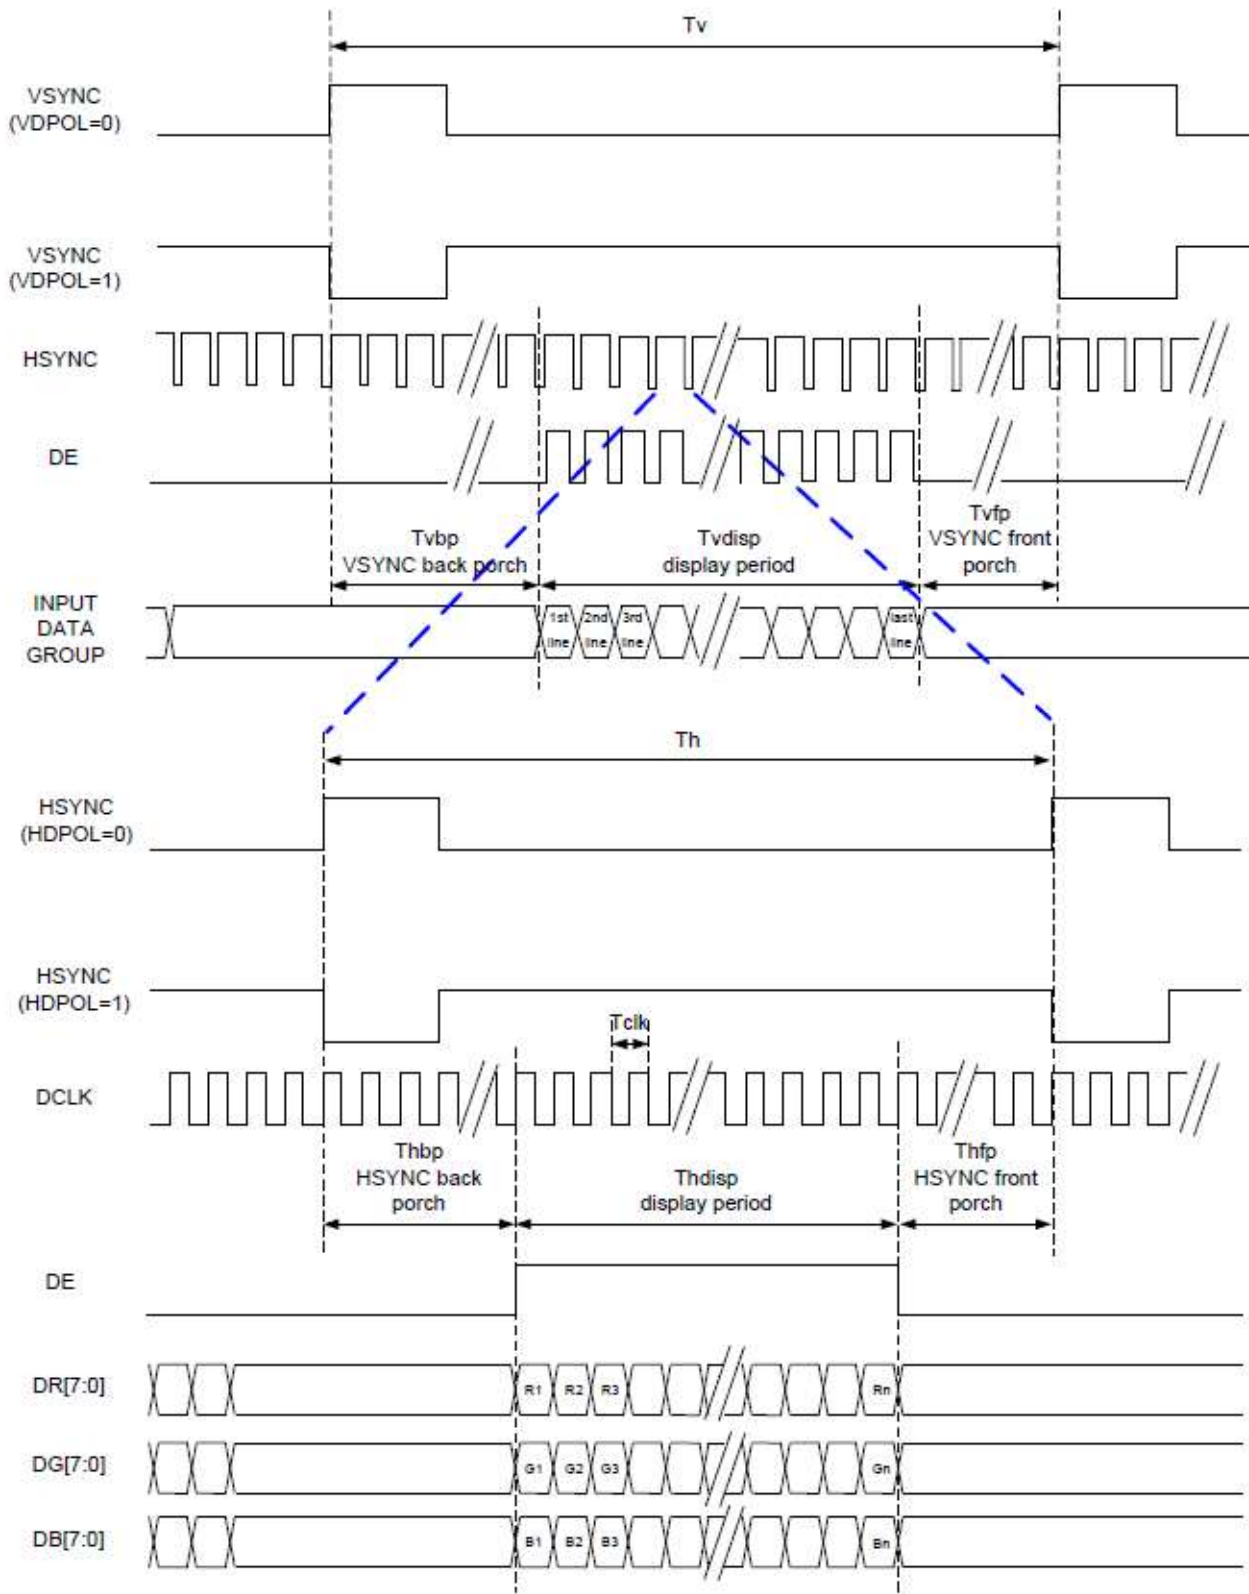 Tv
VSYNC
(VDPOL=0)
VSYNC
(VDPOL=1)
HSYNC
DE
Tvbp
VSYNC back porch
Tvdisp
display period
Tvfp
VSYNC front
porch
INPUT
DATA
GROUP
1st
line
2nd
line
3rd
line
last
line
Th
HSYNC
(HDPOL=0)
HSYNC
(HDPOL=1)
Tclk
DCLK
Thbp
HSYNC back
porch
Thdisp
display period
Thfp
HSYNC front
porch
DE
DR[7:0]
R1 R2 R3 Rn
DG[7:0]
G1 G2 G3 Gn
DB[7:0]
B1 B2 B3 Bn